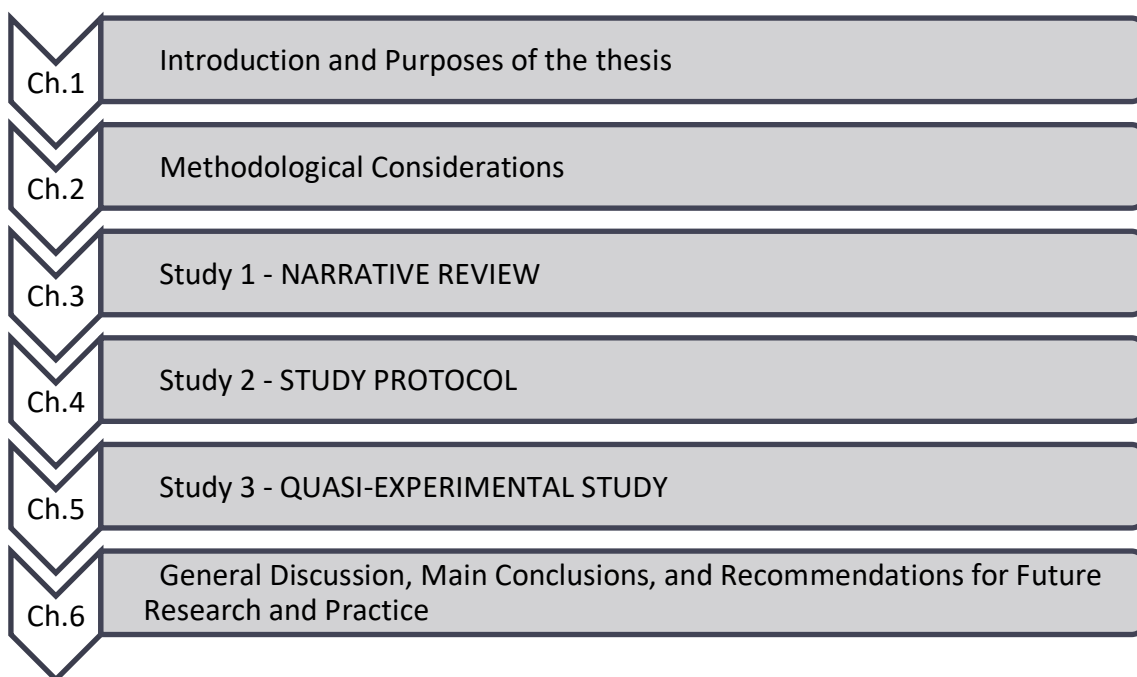 Ch.1
Introduction and Purposes of the thesis
Ch.2
Methodological Considerations
Ch.3
Study 1 - NARRATIVE REVIEW
Ch.4
Study 2 - STUDY PROTOCOL
Ch.5
Study 3 - QUASI-EXPERIMENTAL STUDY
Ch.6
General Discussion, Main Conclusions, and Recommendations for Future
Research and Practice